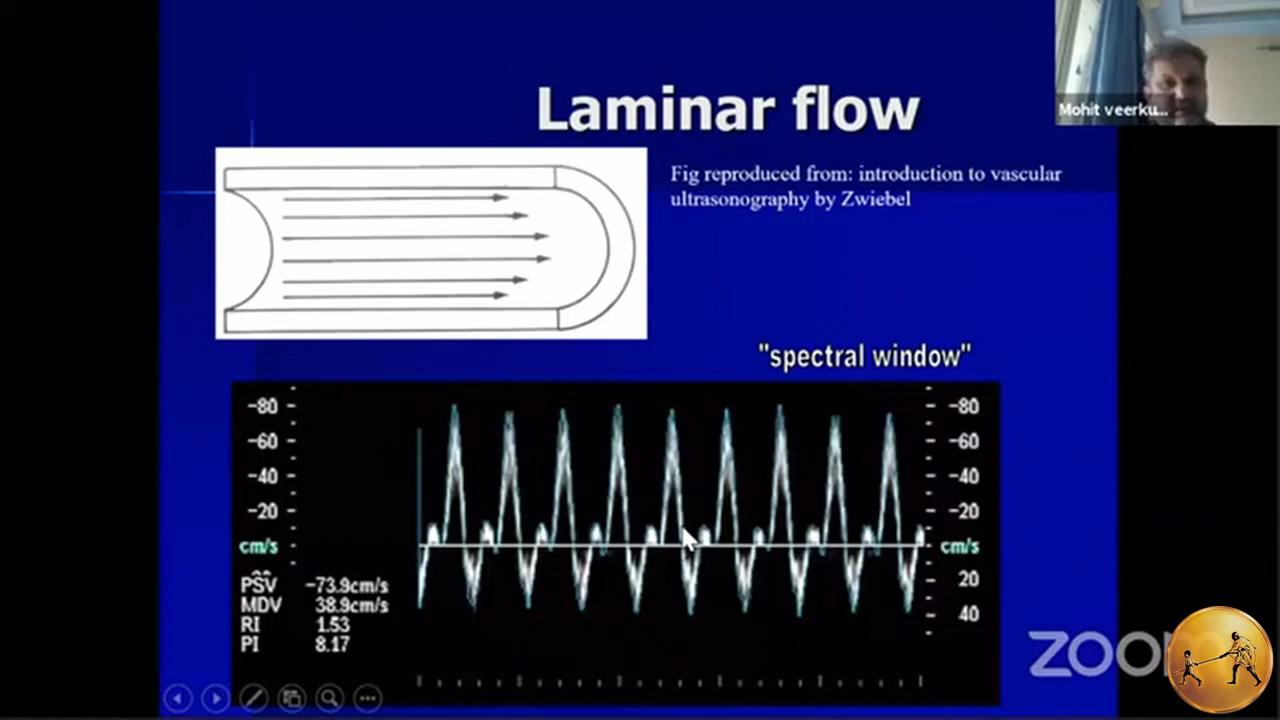 Laminar flow
Mohit veerku...
Fig reproduced from: introduction to vascular
ultrasonography by Zwiebel
"spectral window"
-80
-60
-40
-20
cm/s
-80
-60
-40
-20
cm/s
20
40
PSV -73.9cm/s
MDV 38.9cm/s
RI 1.53
PI 8.17
zoom